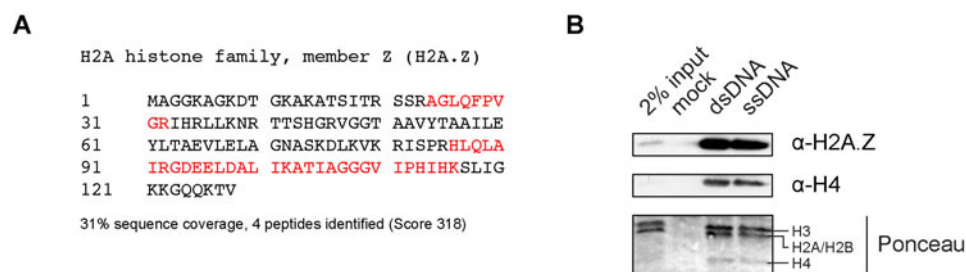 A
H2A histone family, member Z (H2A.Z)
1 MAGGKAGKDT GKAKATSITR SSRAGLQFPV
31 GRIHRLLKNR TTSHGRVGGT AAVYTAAILE
61 YLTAEVLELA GNASKDLKVK RISPRHLQLA
91 IRGDEELDAL IKATIAGGGV IPHIHKSLIG
121 KKGQQKTV
31% sequence coverage, 4 peptides identified (Score 318)
B
2% input
mock
dsDNA
ssDNA
α-H2A.Z
α-H4
H3
H2A/H2B
H4
Ponceau